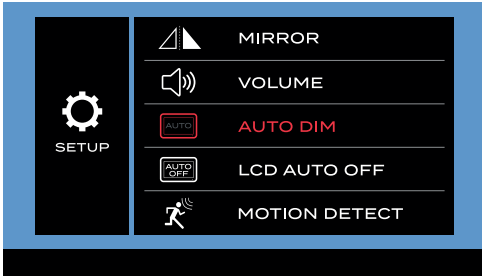 SETUP
MIRROR
VOLUME
AUTO
AUTO DIM
AUTO
OFF
LCD AUTO OFF
MOTION DETECT